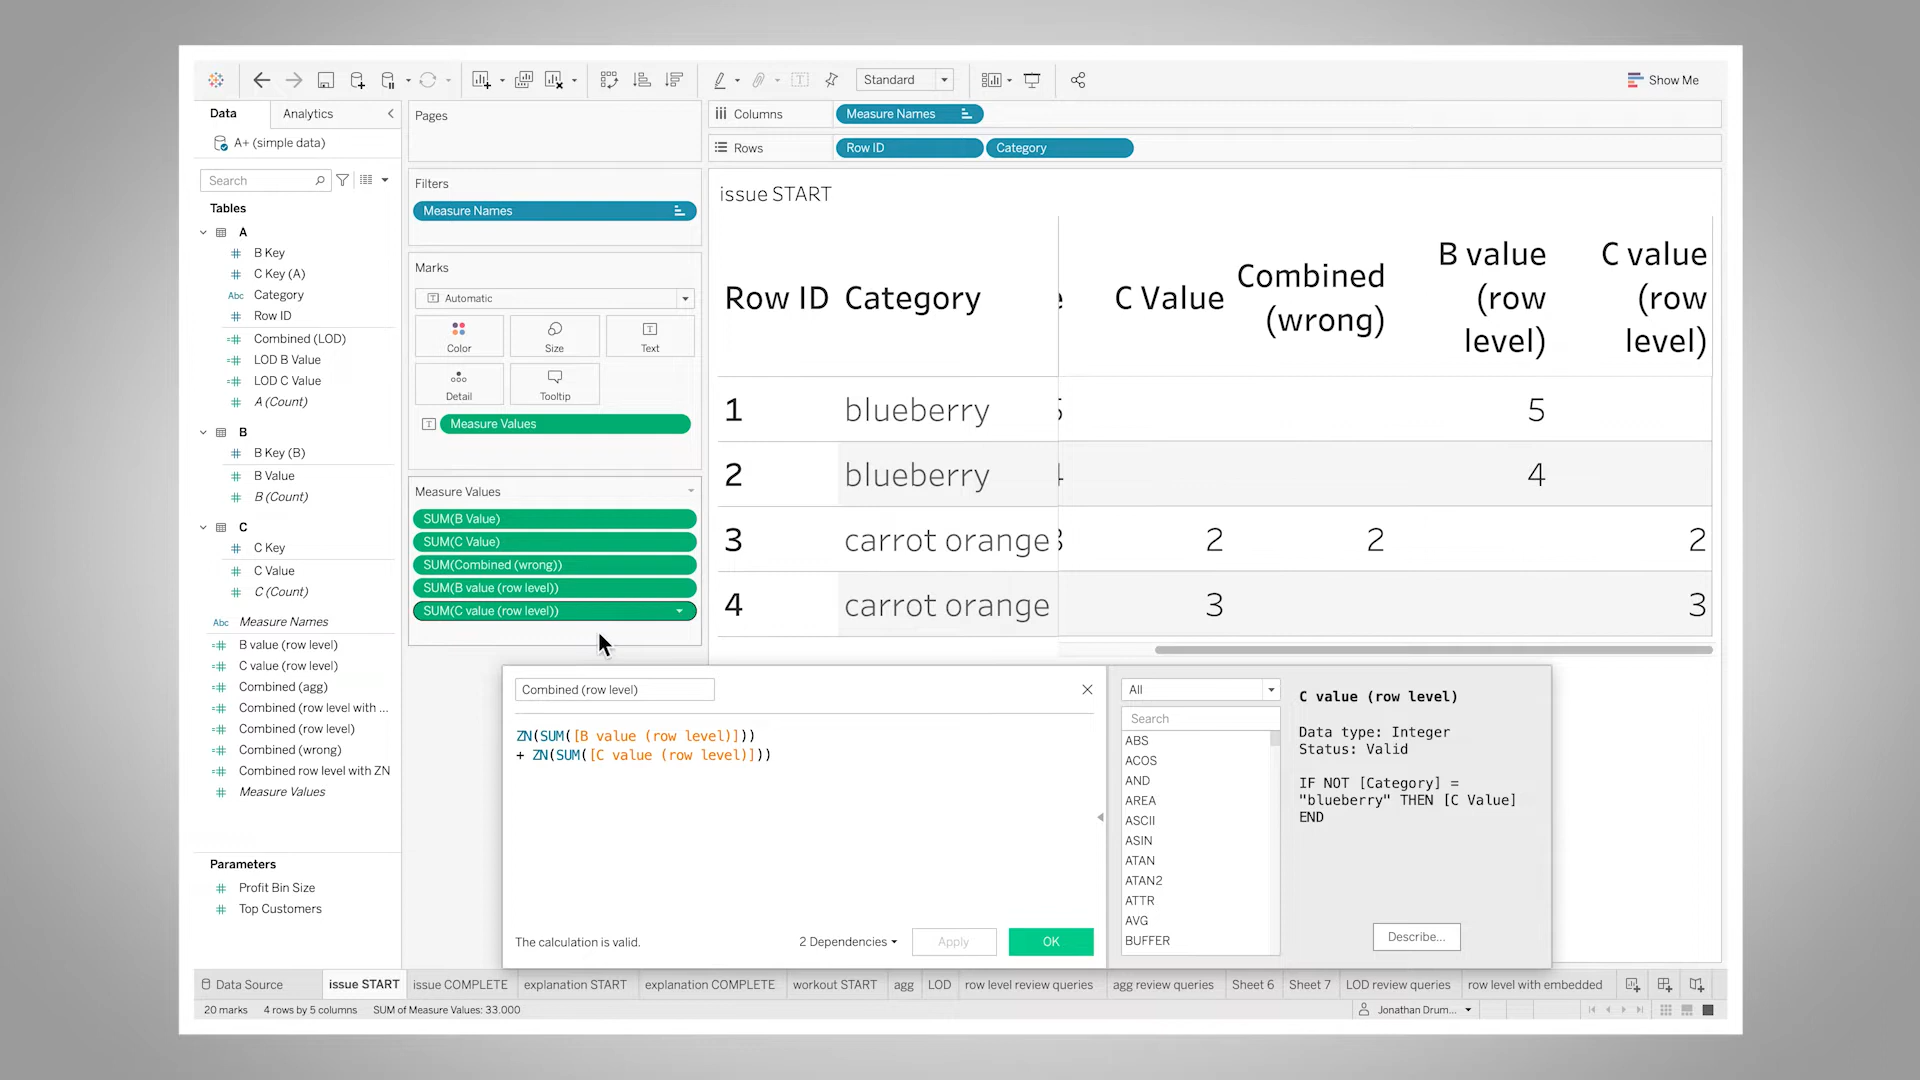 Standard
Show Me
Data
Analytics
A+ (simple data)
Search
Tables
A
B Key
C Key (A)
Abc
Category
Row ID
Combined (LOD)
LOD B Value
LOD C Value
A (Count)
B
B Key (B)
B Value
B (Count)
C
C Key
C Value
C (Count)
Abc
Measure Names
B value (row level)
C value (row level)
Combined (agg)
Combined (row level with ...
Combined (row level)
Combined (wrong)
Combined row level with ZN
Measure Values
Parameters
Profit Bin Size
Top Customers
Pages
Filters
Measure Names
Marks
Automatic
Color
Size
Text
Detail
Tooltip
Measure Values
Measure Values
SUM(B Value)
SUM(C Value)
SUM(Combined (wrong))
SUM(B value (row level))
SUM(C value (row level))
Columns
Measure Names
Rows
Row ID
Category
issue START
Row ID
Category
C Value
Combined
(wrong)
B value
(row
level)
C value
(row
level)
1 blueberry 5
2 blueberry 4
3 carrot orange 2 2 2
4 carrot orange 3 3
Combined (row level)
ZN(SUM([B value (row level)]))
+ ZN(SUM([C value (row level)]))
The calculation is valid.
2 Dependencies
Apply
OK
All
Search
ABS
ACOS
AND
AREA
ASCII
ASIN
ATAN
ATAN2
ATTR
AVG
BUFFER
C value (row level)
Data type: Integer
Status: Valid
IF NOT [Category] =
"blueberry" THEN [C Value]
END
Describe...
Data Source
issue START
issue COMPLETE
explanation START
explanation COMPLETE
workout START
agg
LOD
row level review queries
agg review queries
Sheet 6
Sheet 7
LOD review queries
row level with embedded
20 marks
4 rows by 5 columns
SUM of Measure Values: 33.000
Jonathan Drum...